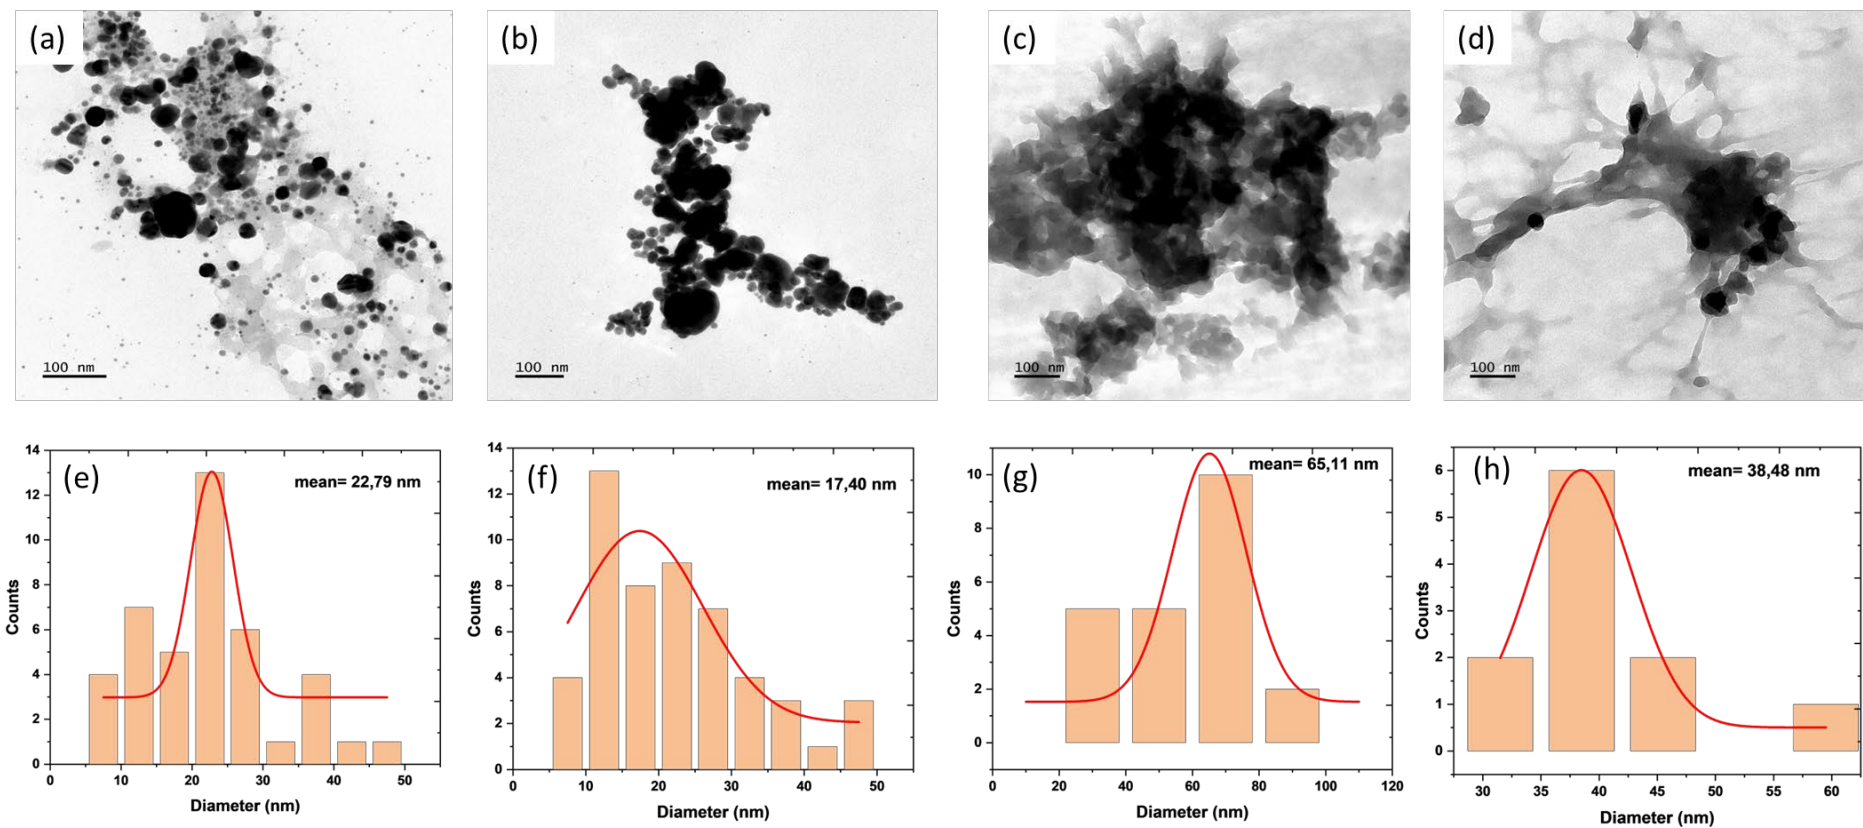 (a)
(b)
(c)
(d)
100 nm
100 nm
100 nm
100 nm
(e)
mean= 22,79 nm
14
12
10
8
6
4
2
0
Counts
0 10 20 30 40 50
Diameter (nm)
(f)
mean= 17,40 nm
14
12
10
8
6
4
2
0
Counts
0 10 20 30 40 50
Diameter (nm)
(g)
mean= 65,11 nm
10
8
6
4
2
0
Counts
0 20 40 60 80 100 120
Diameter (nm)
(h)
mean= 38,48 nm
6
5
4
3
2
1
0
Counts
30 35 40 45 50 55 60
Diameter (nm)